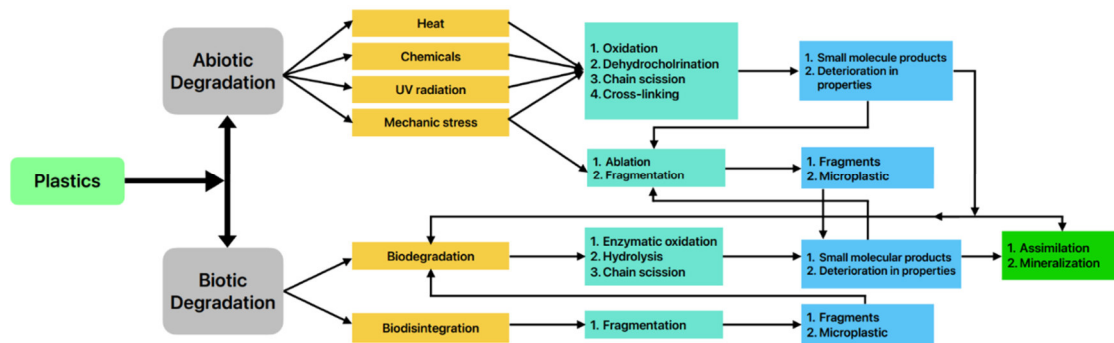 Plastics
Abiotic
Degradation
Biotic
Degradation
Heat
Chemicals
UV radiation
Mechanic stress
1. Oxidation
2. Dehydrocholrination
3. Chain scission
4. Cross-linking
1. Small molecule products
2. Deterioration in
properties
1. Ablation
2. Fragmentation
1. Fragments
2. Microplastic
Biodegradation
1. Enzymatic oxidation
2. Hydrolysis
3. Chain scission
1. Small molecular products
2. Deterioration in properties
1. Assimilation
2. Mineralization
Biodisintegration
1. Fragmentation
1. Fragments
2. Microplastic